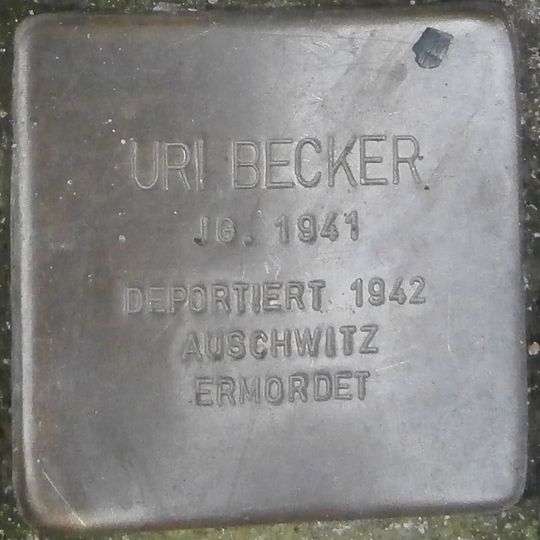 URI BECKER
JG. 1941
DEPORTIERT 1942
AUSCHWITZ
ERMORDET